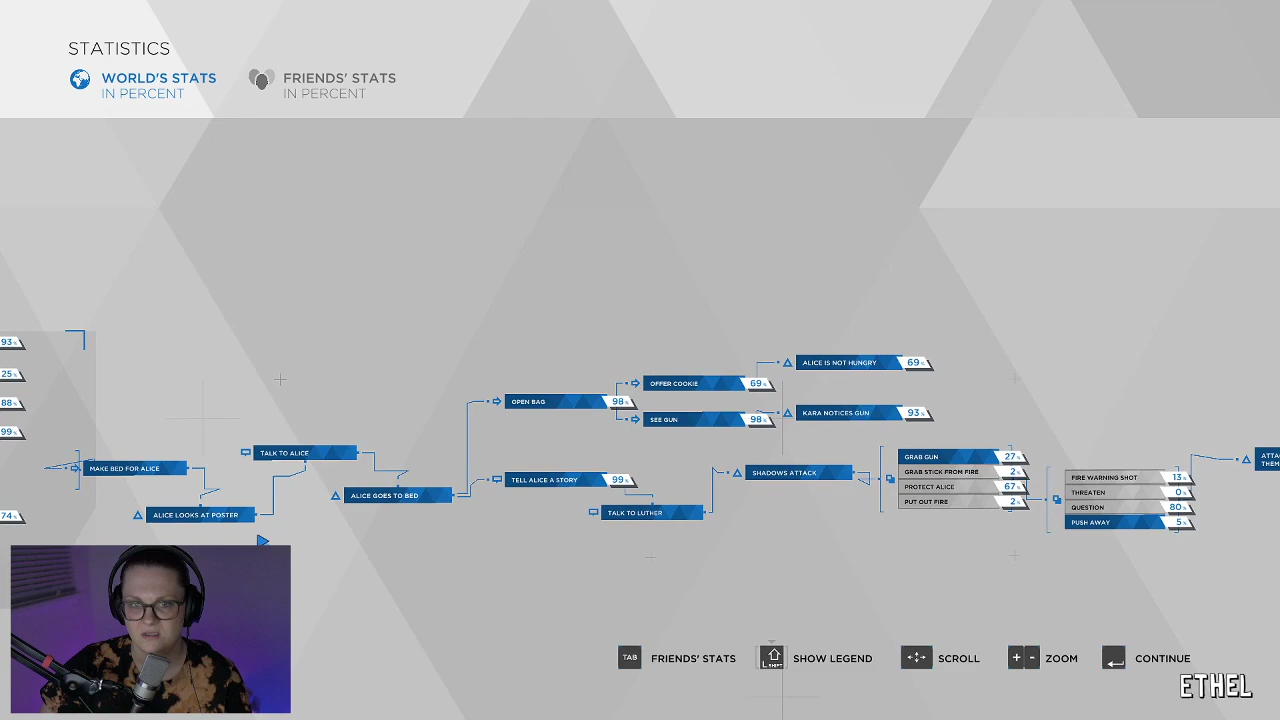 STATISTICS
WORLD'S STATS
IN PERCENT
FRIENDS' STATS
IN PERCENT
93%
25%
88%
99%
74%
MAKE BED FOR ALICE
ALICE LOOKS AT POSTER
TALK TO ALICE
ALICE GOES TO BED
OPEN BAG 98%
OFFER COOKIE 69%
SEE GUN 98%
ALICE IS NOT HUNGRY 69%
KARA NOTICES GUN 93%
TELL ALICE A STORY 99%
TALK TO LUTHER
SHADOWS ATTACK
GRAB GUN 27%
GRAB STICK FROM FIRE 2%
PROTECT ALICE 67%
PUT OUT FIRE 2%
FIRE WARNING SHOT 13%
THREATEN 0%
QUESTION 80%
PUSH AWAY 5%
ATTA
THEM
TAB FRIENDS' STATS
L SHIFT SHOW LEGEND
SCROLL
+ - ZOOM
CONTINUE
ETHEL